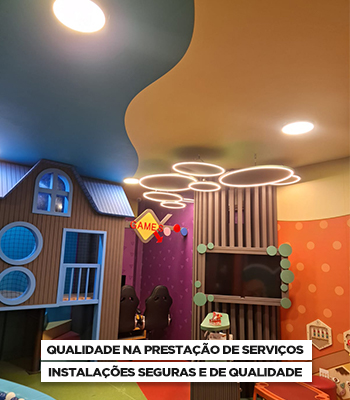 GAME
QUALIDADE NA PRESTAÇÃO DE SERVIÇOS
INSTALAÇÕES SEGURAS E DE QUALIDADE